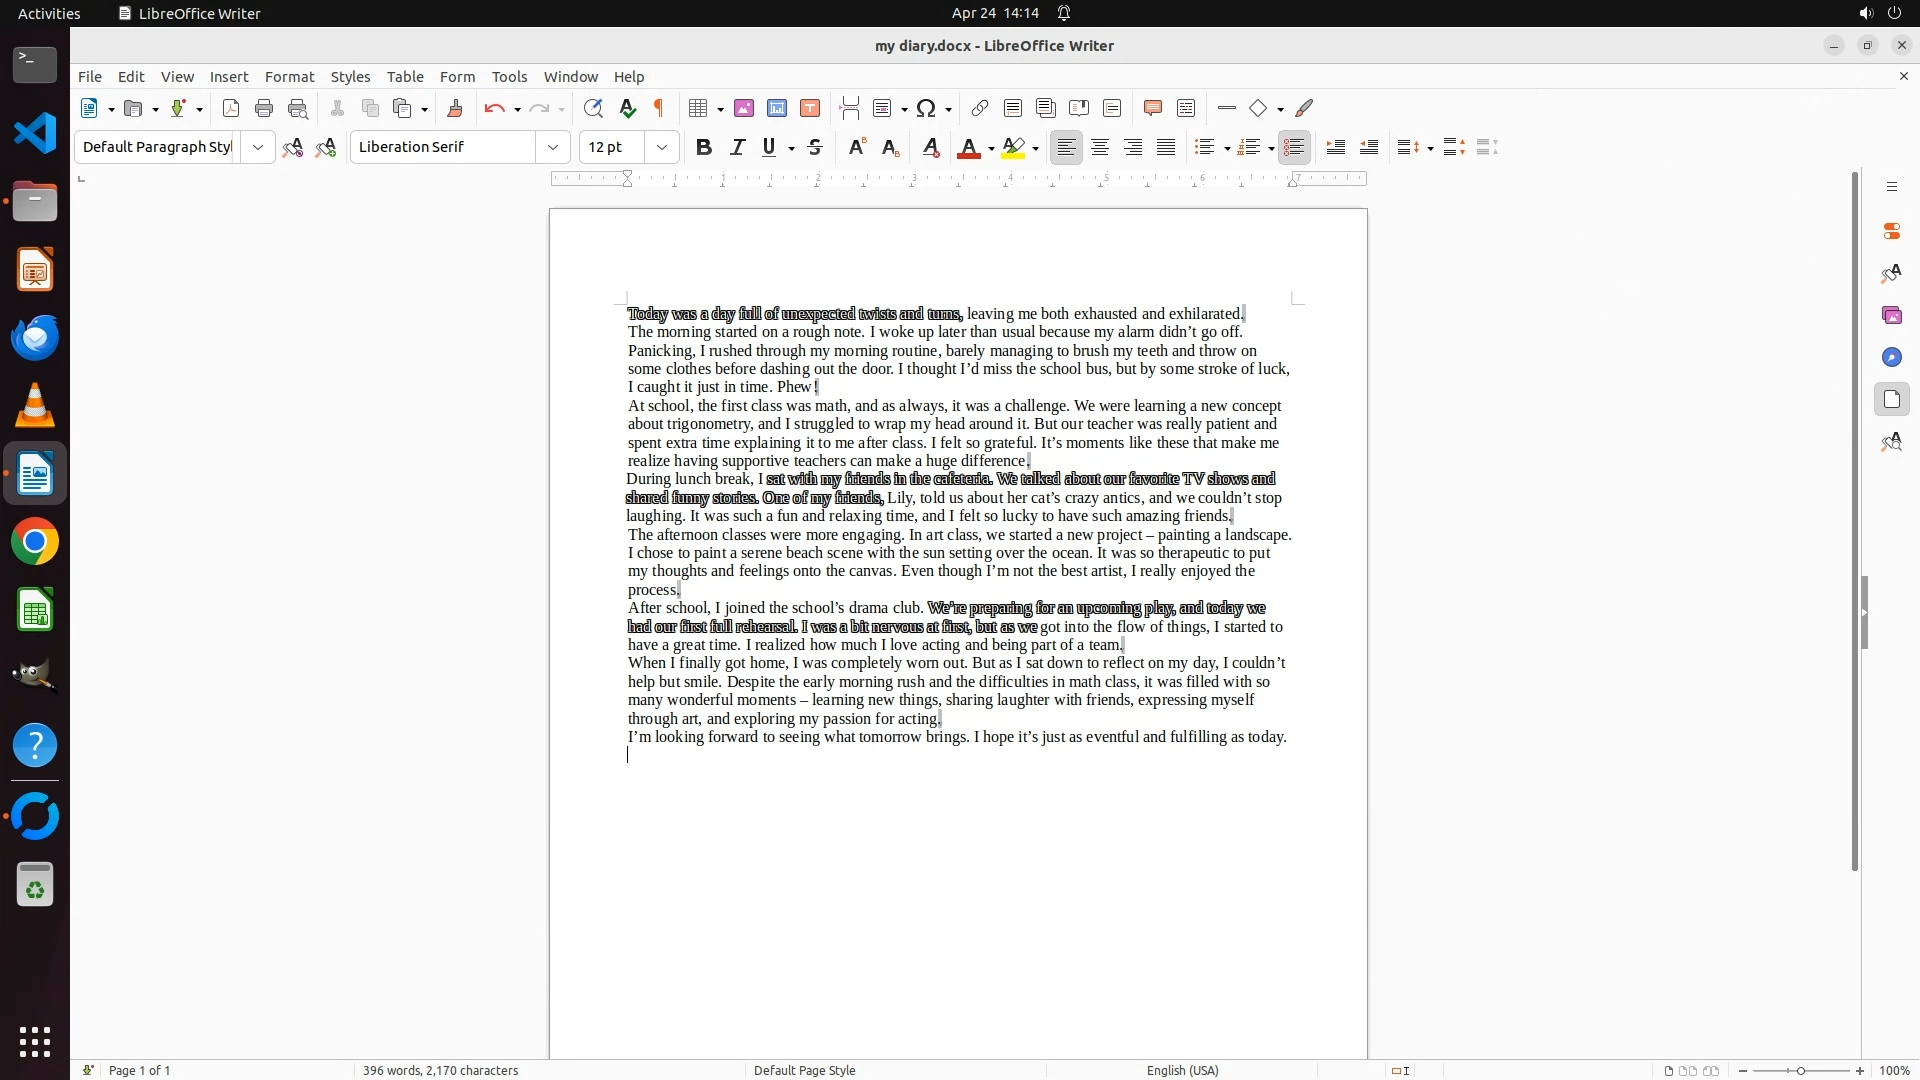 Activities LibreOffice Writer Apr 24 14:14
my diary.docx - LibreOffice Writer
File Edit View Insert Format Styles Table Form Tools Window Help
Default Paragraph Styl Liberation Serif 12 pt
1 2 3 4 5 6 7
Today was a day full of unexpected twists and turns, leaving me both exhausted and exhilarated.
The morning started on a rough note. I woke up later than usual because my alarm didn’t go off.
Panicking, I rushed through my morning routine, barely managing to brush my teeth and throw on
some clothes before dashing out the door. I thought I’d miss the school bus, but by some stroke of luck,
I caught it just in time. Phew!
At school, the first class was math, and as always, it was a challenge. We were learning a new concept
about trigonometry, and I struggled to wrap my head around it. But our teacher was really patient and
spent extra time explaining it to me after class. I felt so grateful. It’s moments like these that make me
realize having supportive teachers can make a huge difference.
During lunch break, I sat with my friends in the cafeteria. We talked about our favorite TV shows and
shared funny stories. One of my friends, Lily, told us about her cat’s crazy antics, and we couldn’t stop
laughing. It was such a fun and relaxing time, and I felt so lucky to have such amazing friends.
The afternoon classes were more engaging. In art class, we started a new project – painting a landscape.
I chose to paint a serene beach scene with the sun setting over the ocean. It was so therapeutic to put
my thoughts and feelings onto the canvas. Even though I’m not the best artist, I really enjoyed the
process.
After school, I joined the school’s drama club. We’re preparing for an upcoming play, and today we
had our first full rehearsal. I was a bit nervous at first, but as we got into the flow of things, I started to
have a great time. I realized how much I love acting and being part of a team.
When I finally got home, I was completely worn out. But as I sat down to reflect on my day, I couldn’t
help but smile. Despite the early morning rush and the difficulties in math class, it was filled with so
many wonderful moments – learning new things, sharing laughter with friends, expressing myself
through art, and exploring my passion for acting.
I’m looking forward to seeing what tomorrow brings. I hope it’s just as eventful and fulfilling as today.
Page 1 of 1 396 words, 2,170 characters Default Page Style English (USA) 100%